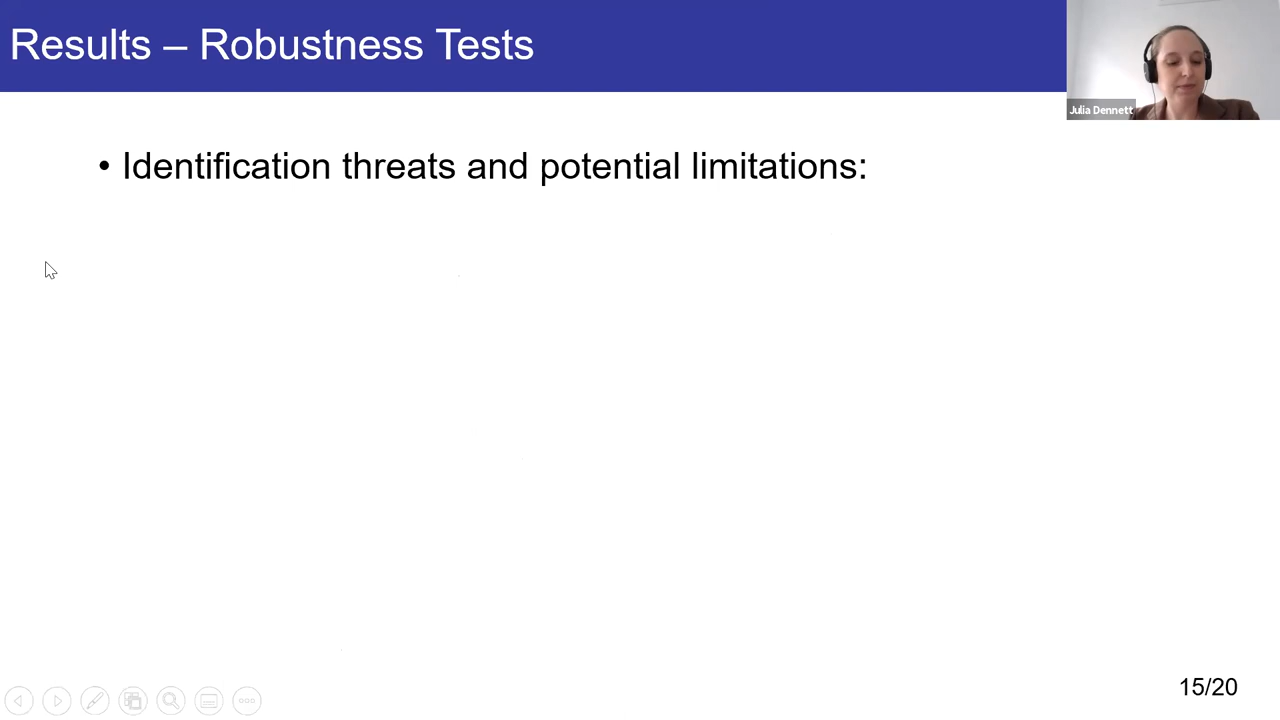 Results – Robustness Tests
Julia Dennett
• Identification threats and potential limitations:
15/20